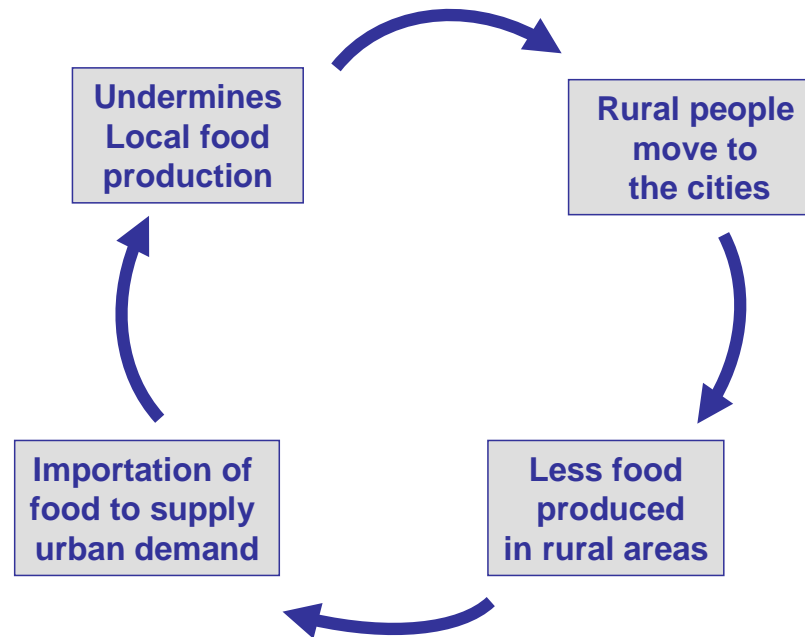 Undermines
Local food
production
Rural people
move to
the cities
Less food
produced
in rural areas
Importation of
food to supply
urban demand